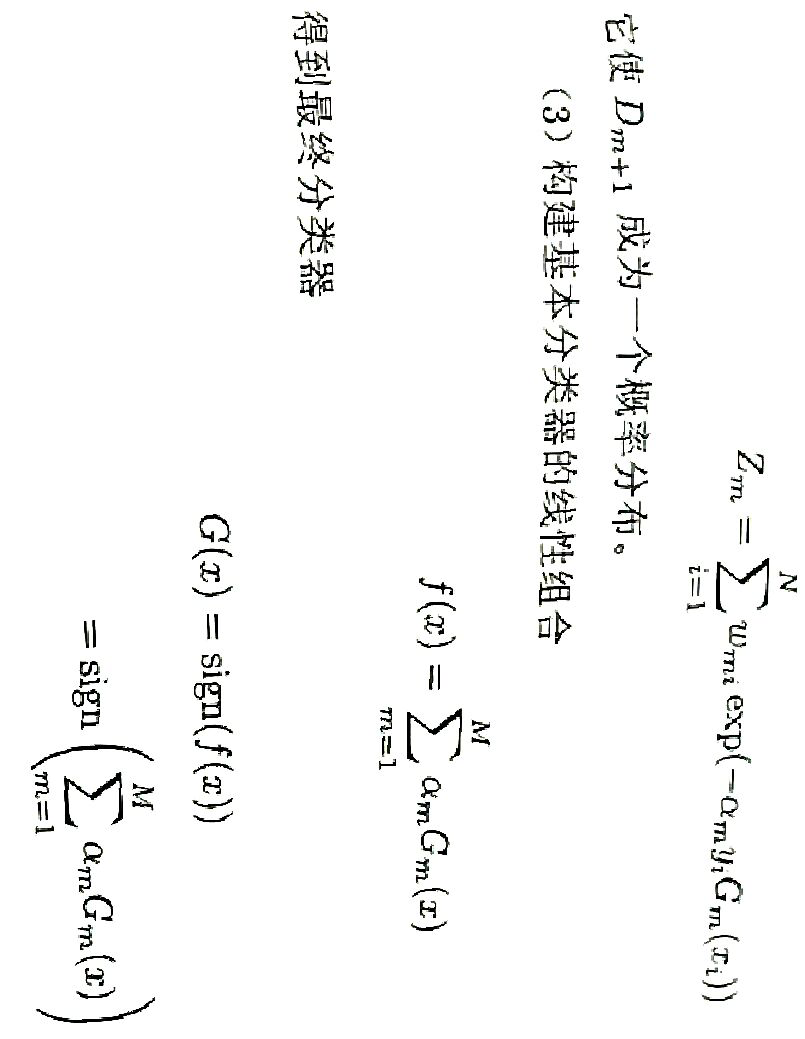 $$Z_m = \sum_{i=1}^{N} w_{mi} \exp(-\alpha_m y_i G_m(x_i))$$
它使 $D_{m+1}$ 成为一个概率分布。
(3) 构建基本分类器的线性组合
$$f(x) = \sum_{m=1}^{M} \alpha_m G_m(x)$$
得到最终分类器
$$G(x) = \text{sign}(f(x))$$
$$= \text{sign}\left(\sum_{m=1}^{M} \alpha_m G_m(x)\right)$$